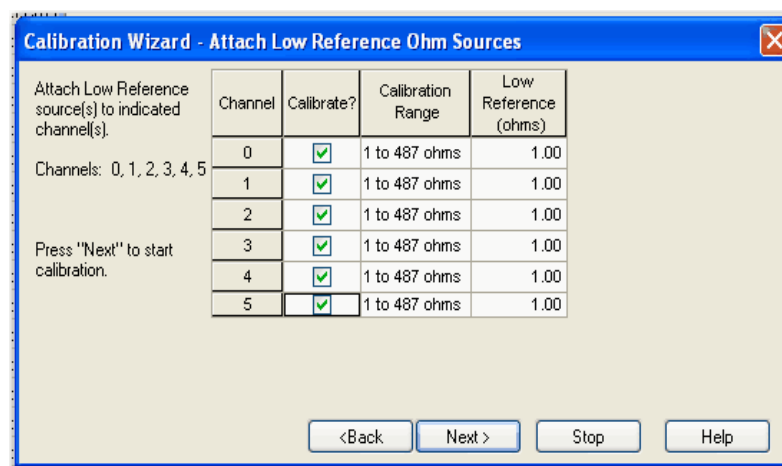 Calibration Wizard - Attach Low Reference Ohm Sources
Attach Low Reference
source(s) to indicated
channel(s).
Channels: 0, 1, 2, 3, 4, 5
Press "Next" to start
calibration.
Channel Calibrate? Calibration Range Low Reference (ohms)
0 1 to 487 ohms 1.00
1 1 to 487 ohms 1.00
2 1 to 487 ohms 1.00
3 1 to 487 ohms 1.00
4 1 to 487 ohms 1.00
5 1 to 487 ohms 1.00
<Back Next > Stop Help